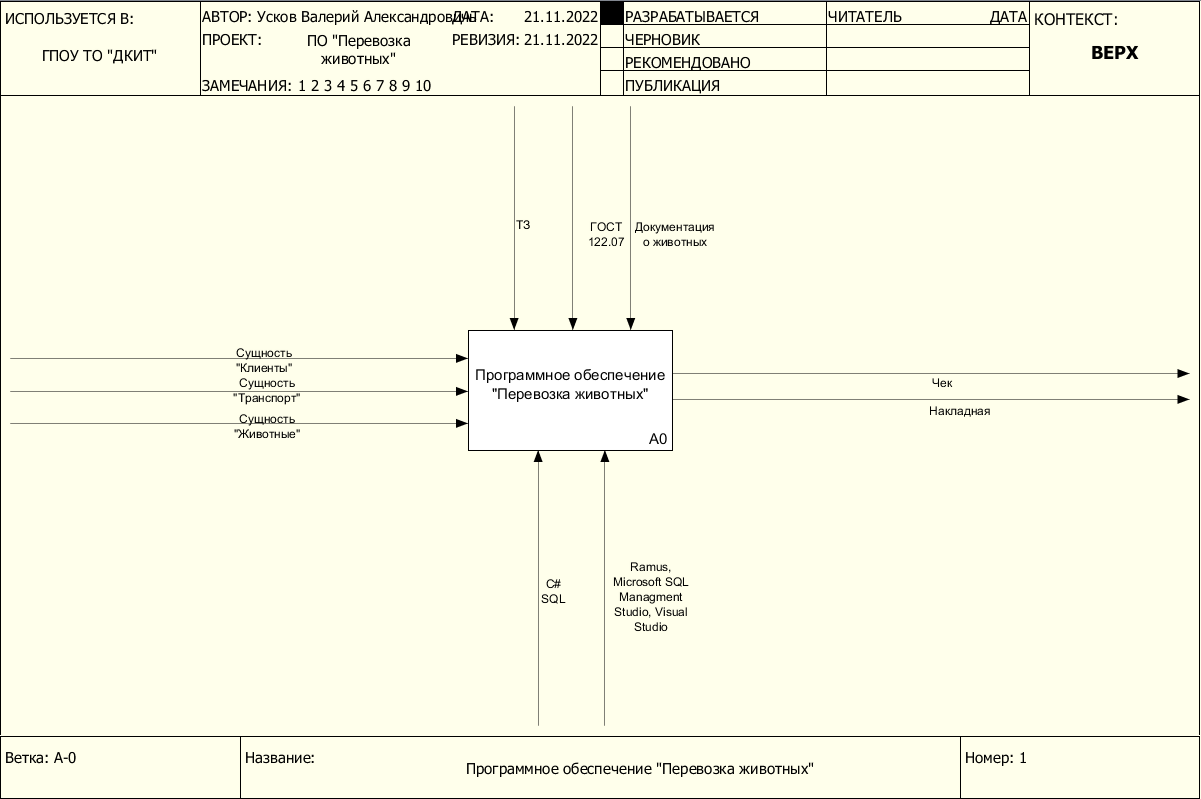 ИСПОЛЬЗУЕТСЯ В:
ГПОУ ТО "ДКИТ"
АВТОР: Усков Валерий Александрович
ДАТА: 21.11.2022
ПРОЕКТ: ПО "Перевозка
животных"
РЕВИЗИЯ: 21.11.2022
ЗАМЕЧАНИЯ: 1 2 3 4 5 6 7 8 9 10
РАЗРАБАТЫВАЕТСЯ
ЧЕРНОВИК
РЕКОМЕНДОВАНО
ПУБЛИКАЦИЯ
ЧИТАТЕЛЬ ДАТА
КОНТЕКСТ:
ВЕРХ
ТЗ
ГОСТ
122.07
Документация
о животных
Сущность
"Клиенты"
Сущность
"Транспорт"
Сущность
"Животные"
Программное обеспечение
"Перевозка животных"
A0
Чек
Накладная
C#
SQL
Ramus,
Microsoft SQL
Managment
Studio, Visual
Studio
Ветка: A-0
Название:
Программное обеспечение "Перевозка животных"
Номер: 1